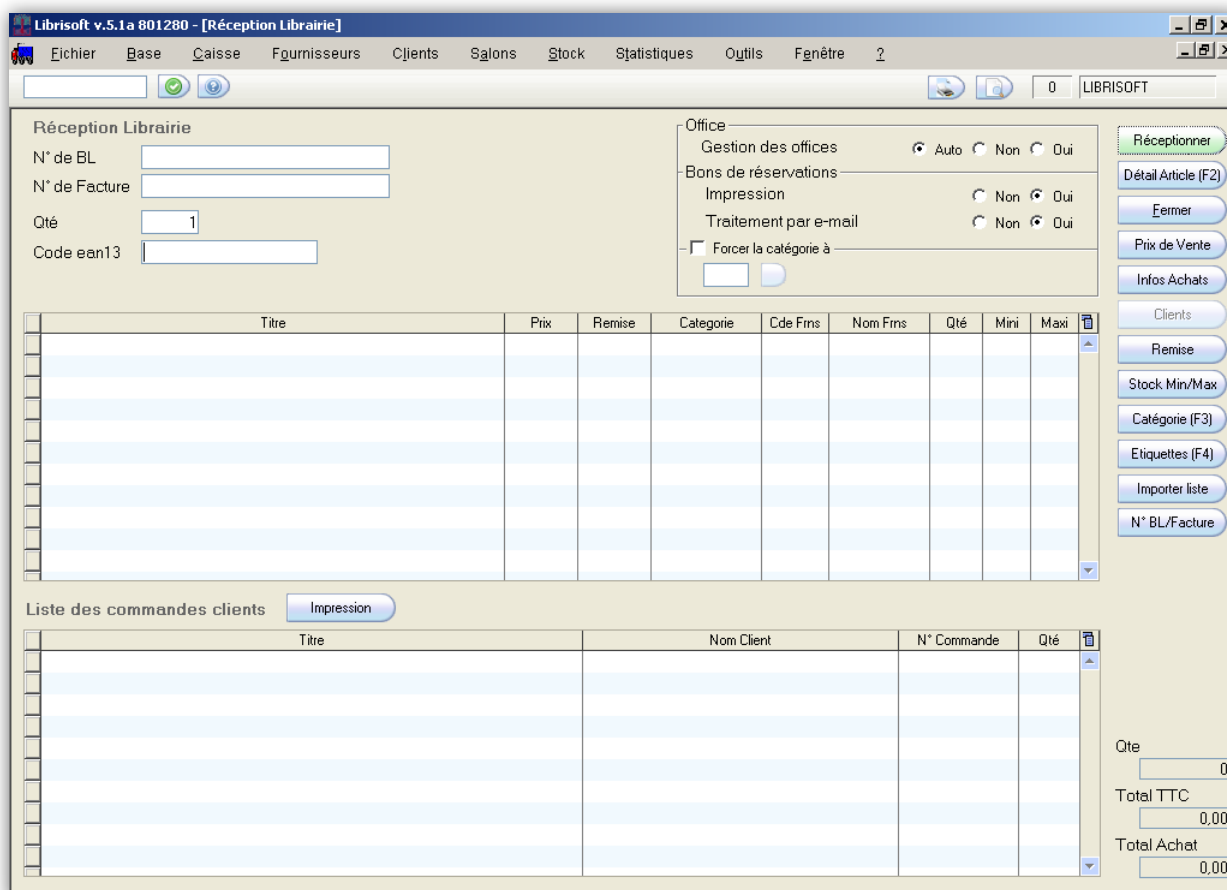 Librisoft v.5.1a 801280 - [Réception Librairie]
Fichier Base Caisse Fournisseurs Clients Salons Stock Statistiques Outils Fenêtre ?
0 LIBRISOFT
Réception Librairie
N° de BL
N° de Facture
Qté 1
Code ean13
Office
Gestion des offices Auto Non Oui
Bons de réservations
Impression Non Oui
Traitement par e-mail Non Oui
Forcer la catégorie à
Réceptionner
Détail Article (F2)
Fermer
Prix de Vente
Infos Achats
Clients
Remise
Stock Min/Max
Catégorie (F3)
Etiquettes (F4)
Importer liste
N° BL/Facture
Titre Prix Remise Categorie Cde Frns Nom Frns Qté Mini Maxi
Liste des commandes clients Impression
Titre Nom Client N° Commande Qté
Qte
0
Total TTC
0,00
Total Achat
0,00